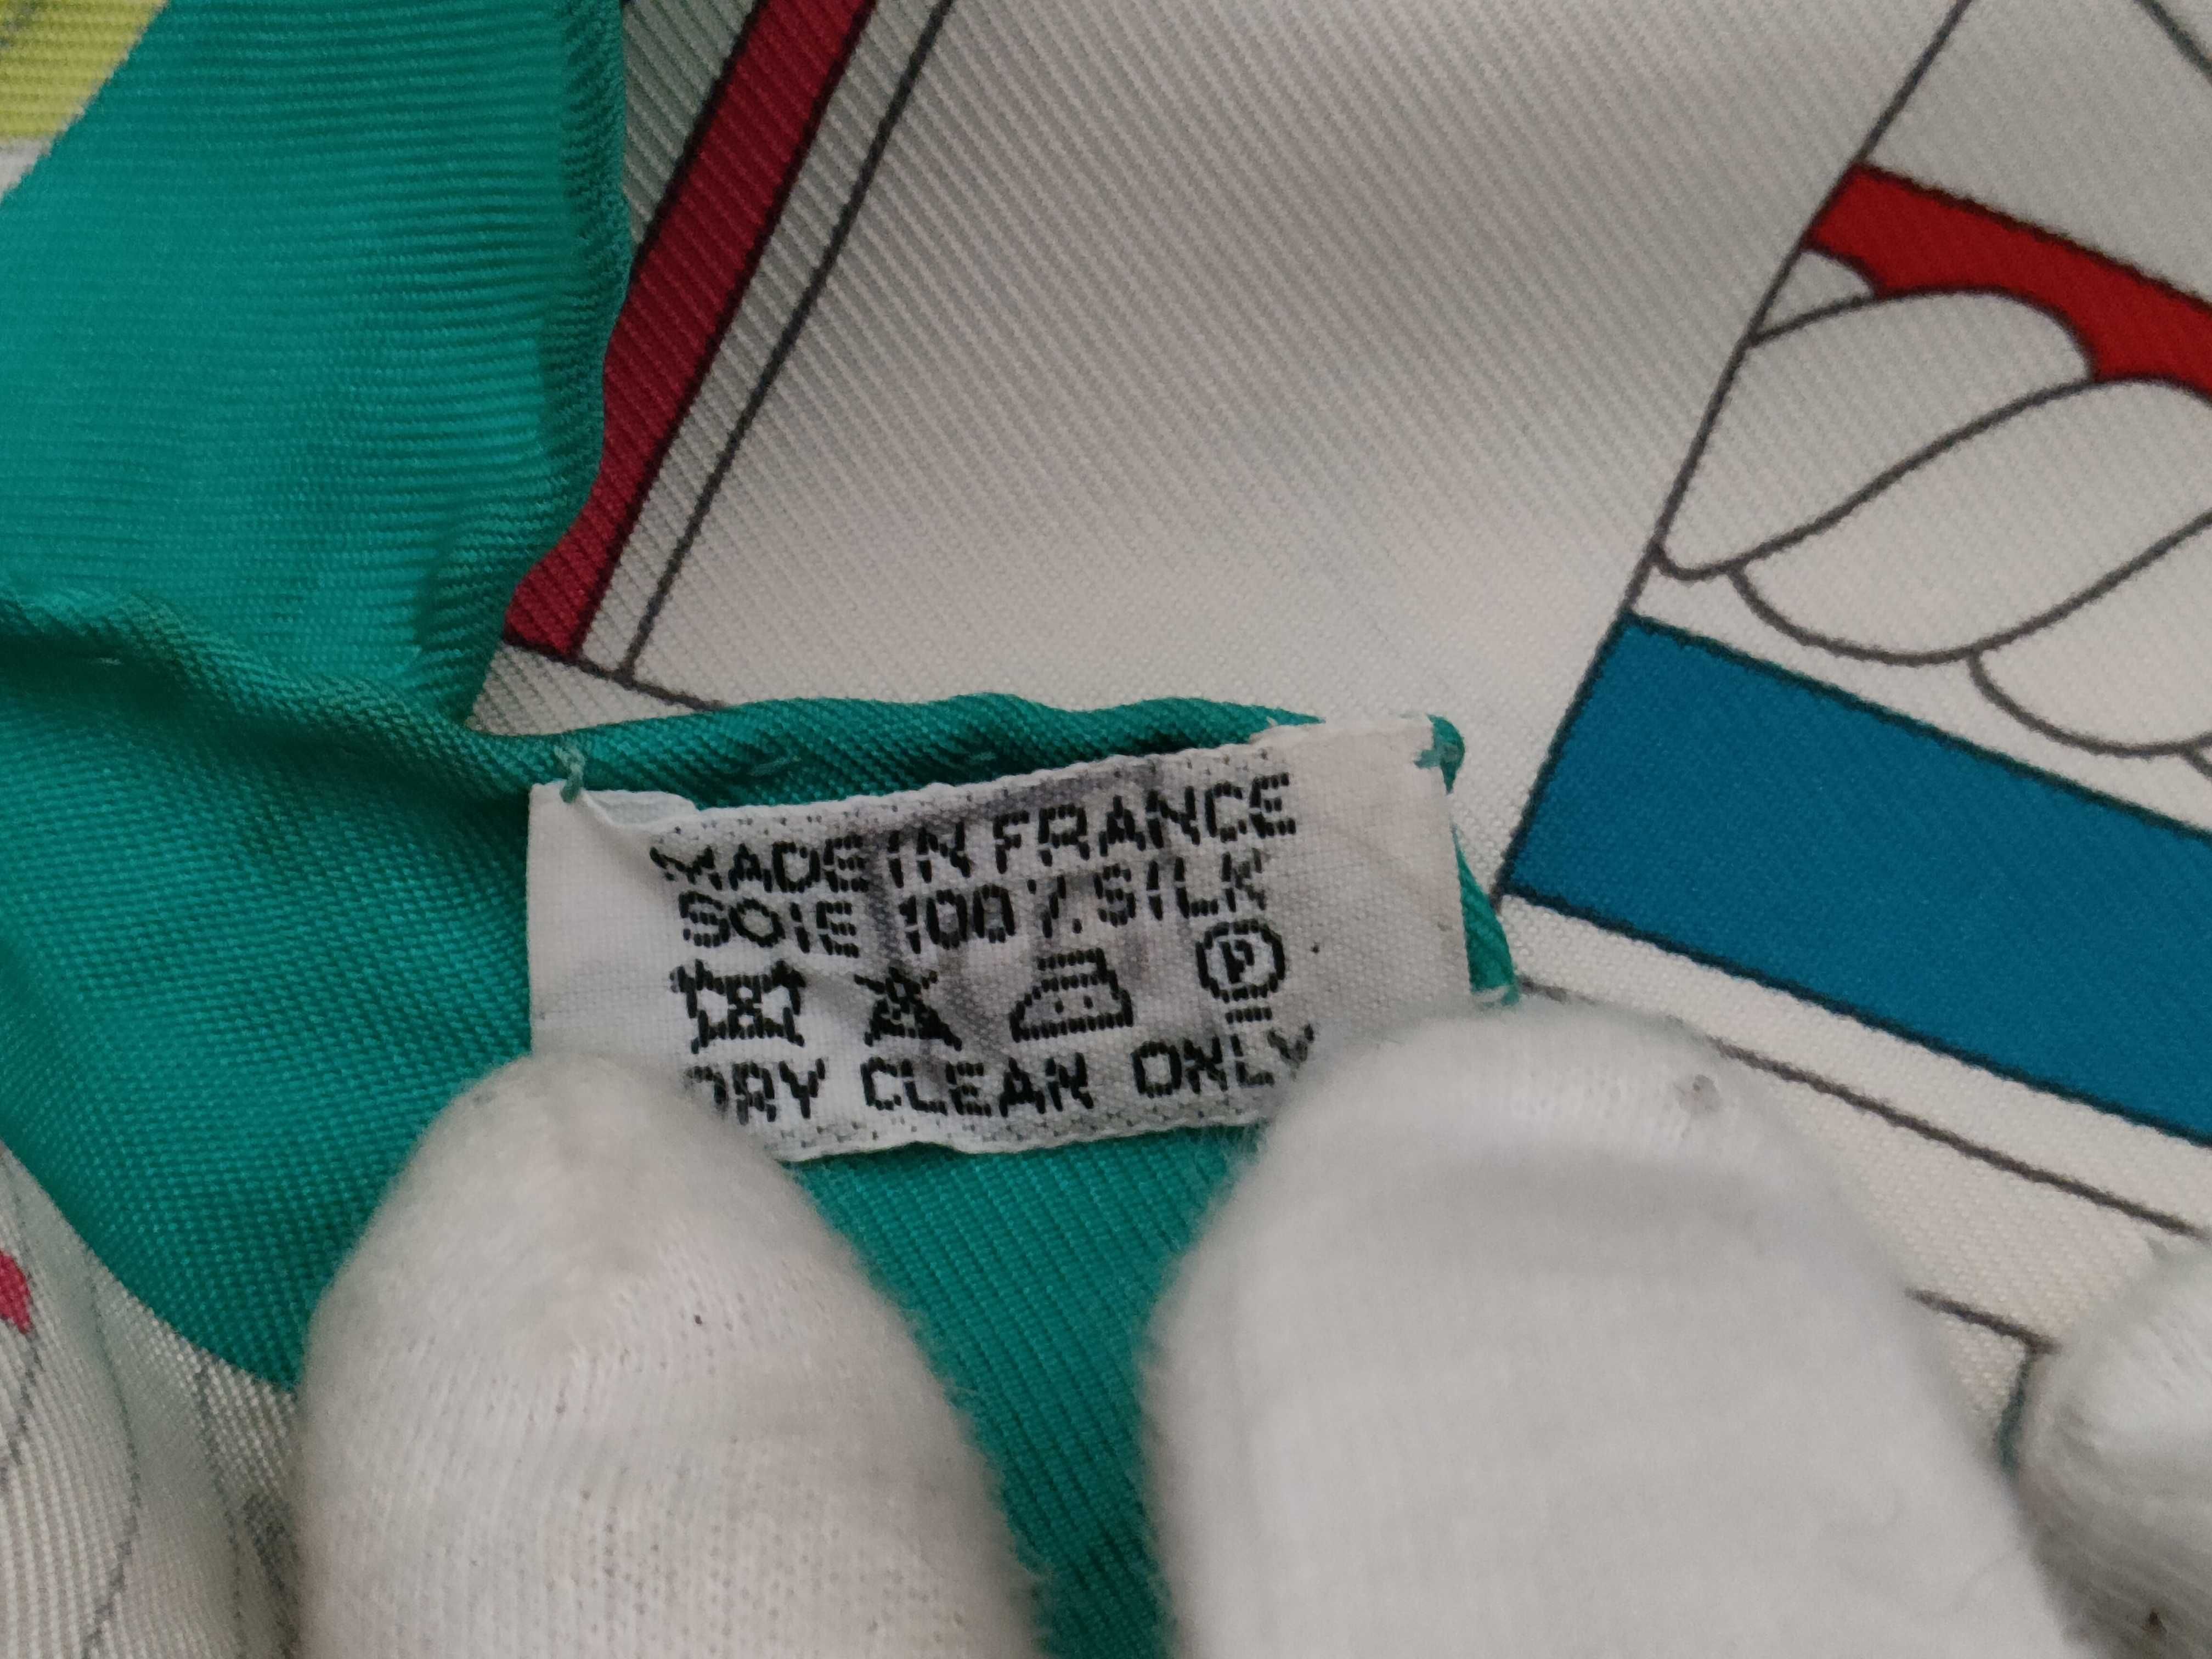 MADE IN FRANCE
SOIE 100% SILK
P
DRY CLEAN ONLY